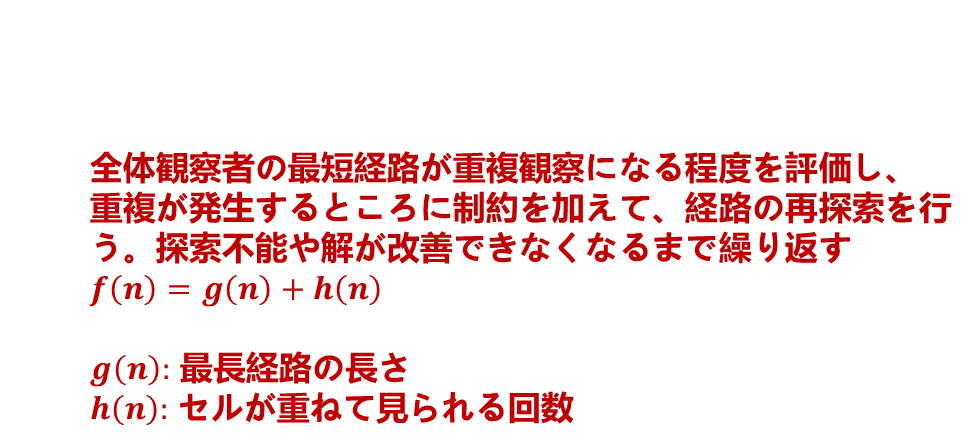 全体観察者の最短経路が重複観察になる程度を評価し、
重複が発生するところに制約を加えて、経路の再探索を行
う。探索不能や解が改善できなくなるまで繰り返す
f(n) = g(n) + h(n)
g(n): 最長経路の長さ
h(n): セルが重ねて見られる回数